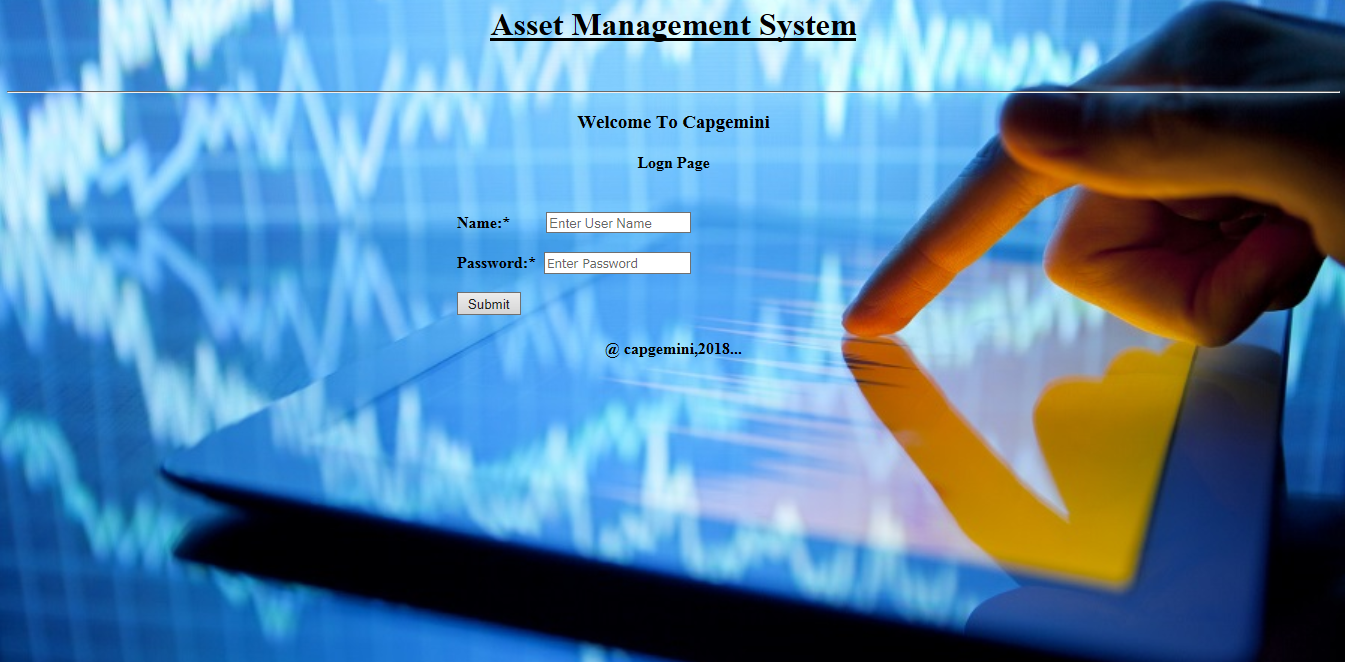 Asset Management System
Welcome To Capgemini
Logn Page
Name:* Enter User Name
Password:* Enter Password
Submit
@ capgemini,2018...